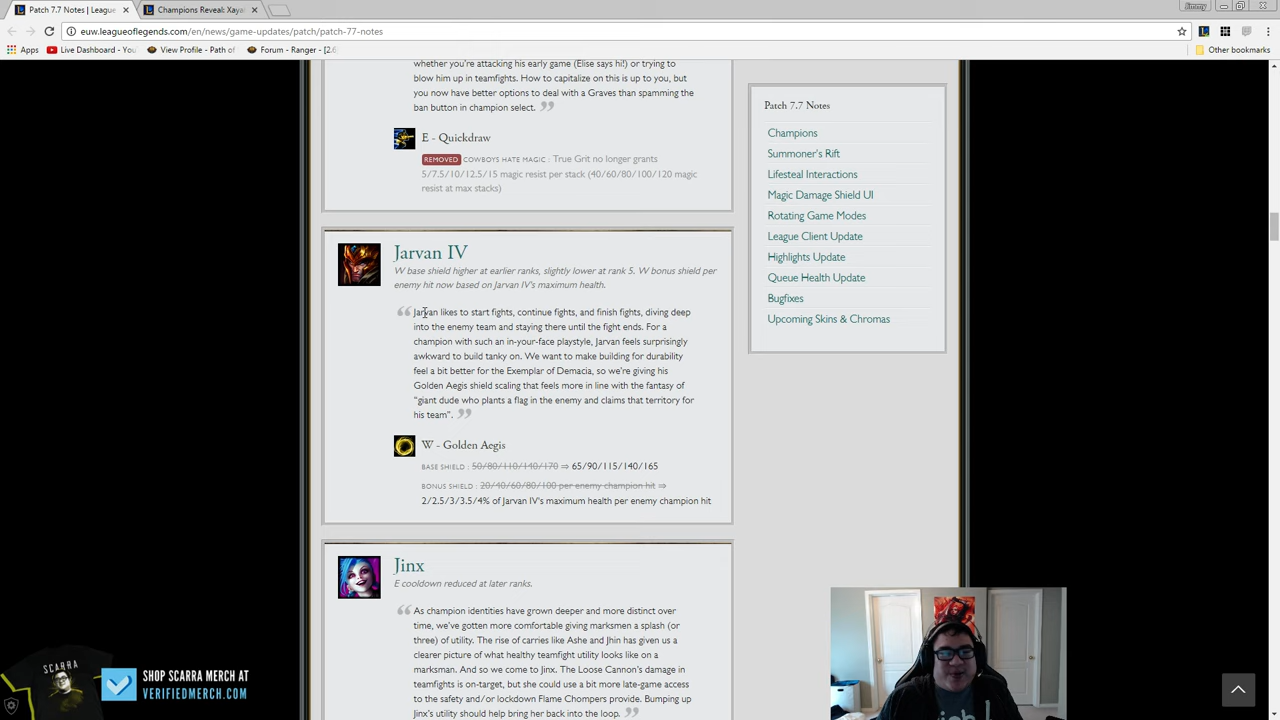 Patch 7.7 Notes | League
Champions Reveal: Xaya
Jimmy
euw.leagueoflegends.com/en/news/game-updates/patch/patch-77-notes
Apps
Live Dashboard - You
View Profile - Path of
Forum - Ranger - [2.6
Other bookmarks
whether you're attacking his early game (Elise says hi!) or trying to
blow him up in teamfights. How to capitalize on this is up to you, but
you now have better options to deal with a Graves than spamming the
ban button in champion select.
E - Quickdraw
REMOVED COWBOYS HATE MAGIC : True Grit no longer grants
5/7.5/10/12.5/15 magic resist per stack (40/60/80/100/120 magic
resist at max stacks)
Jarvan IV
W base shield higher at earlier ranks, slightly lower at rank 5. W bonus shield per
enemy hit now based on Jarvan IV's maximum health.
Jarvan likes to start fights, continue fights, and finish fights, diving deep
into the enemy team and staying there until the fight ends. For a
champion with such an in-your-face playstyle, Jarvan feels surprisingly
awkward to build tanky on. We want to make building for durability
feel a bit better for the Exemplar of Demacia, so we're giving his
Golden Aegis shield scaling that feels more in line with the fantasy of
"giant dude who plants a flag in the enemy and claims that territory for
his team".
W - Golden Aegis
BASE SHIELD : 50/80/110/140/170 ⇒ 65/90/115/140/165
BONUS SHIELD : 20/40/60/80/100 per enemy champion hit ⇒
2/2.5/3/3.5/4% of Jarvan IV's maximum health per enemy champion hit
Jinx
E cooldown reduced at later ranks.
As champion identities have grown deeper and more distinct over
time, we've gotten more comfortable giving marksmen a splash (or
three) of utility. The rise of carries like Ashe and Jhin has given us a
clearer picture of what healthy teamfight utility looks like on a
marksman. And so we come to Jinx. The Loose Cannon's damage in
teamfights is on-target, but she could use a bit more late-game access
to the safety and/or lockdown Flame Chompers provide. Bumping up
Jinx's utility should help bring her back into the loop.
Patch 7.7 Notes
Champions
Summoner's Rift
Lifesteal Interactions
Magic Damage Shield UI
Rotating Game Modes
League Client Update
Highlights Update
Queue Health Update
Bugfixes
Upcoming Skins & Chromas
SCARRA
SHOP SCARRA MERCH AT
VERIFIEDMERCH.COM